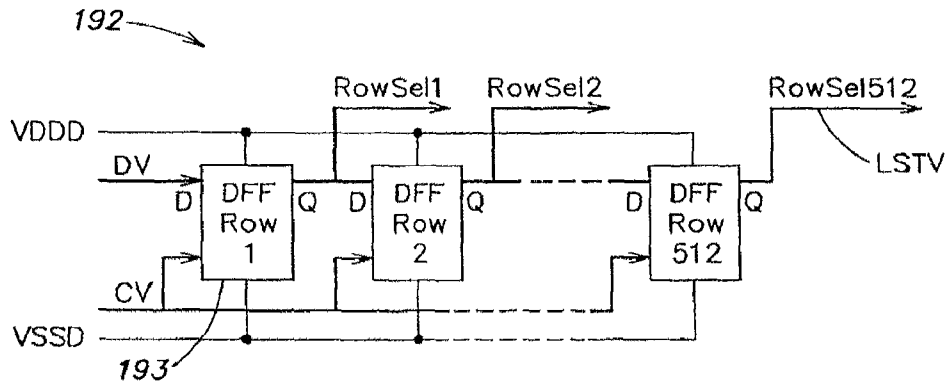 192
RowSel1
RowSel2
RowSel512
VDDD
DV
LSTV
D
DFF
Row
1
Q
D
DFF
Row
2
Q
D
DFF
Row
512
Q
CV
VSSD
193